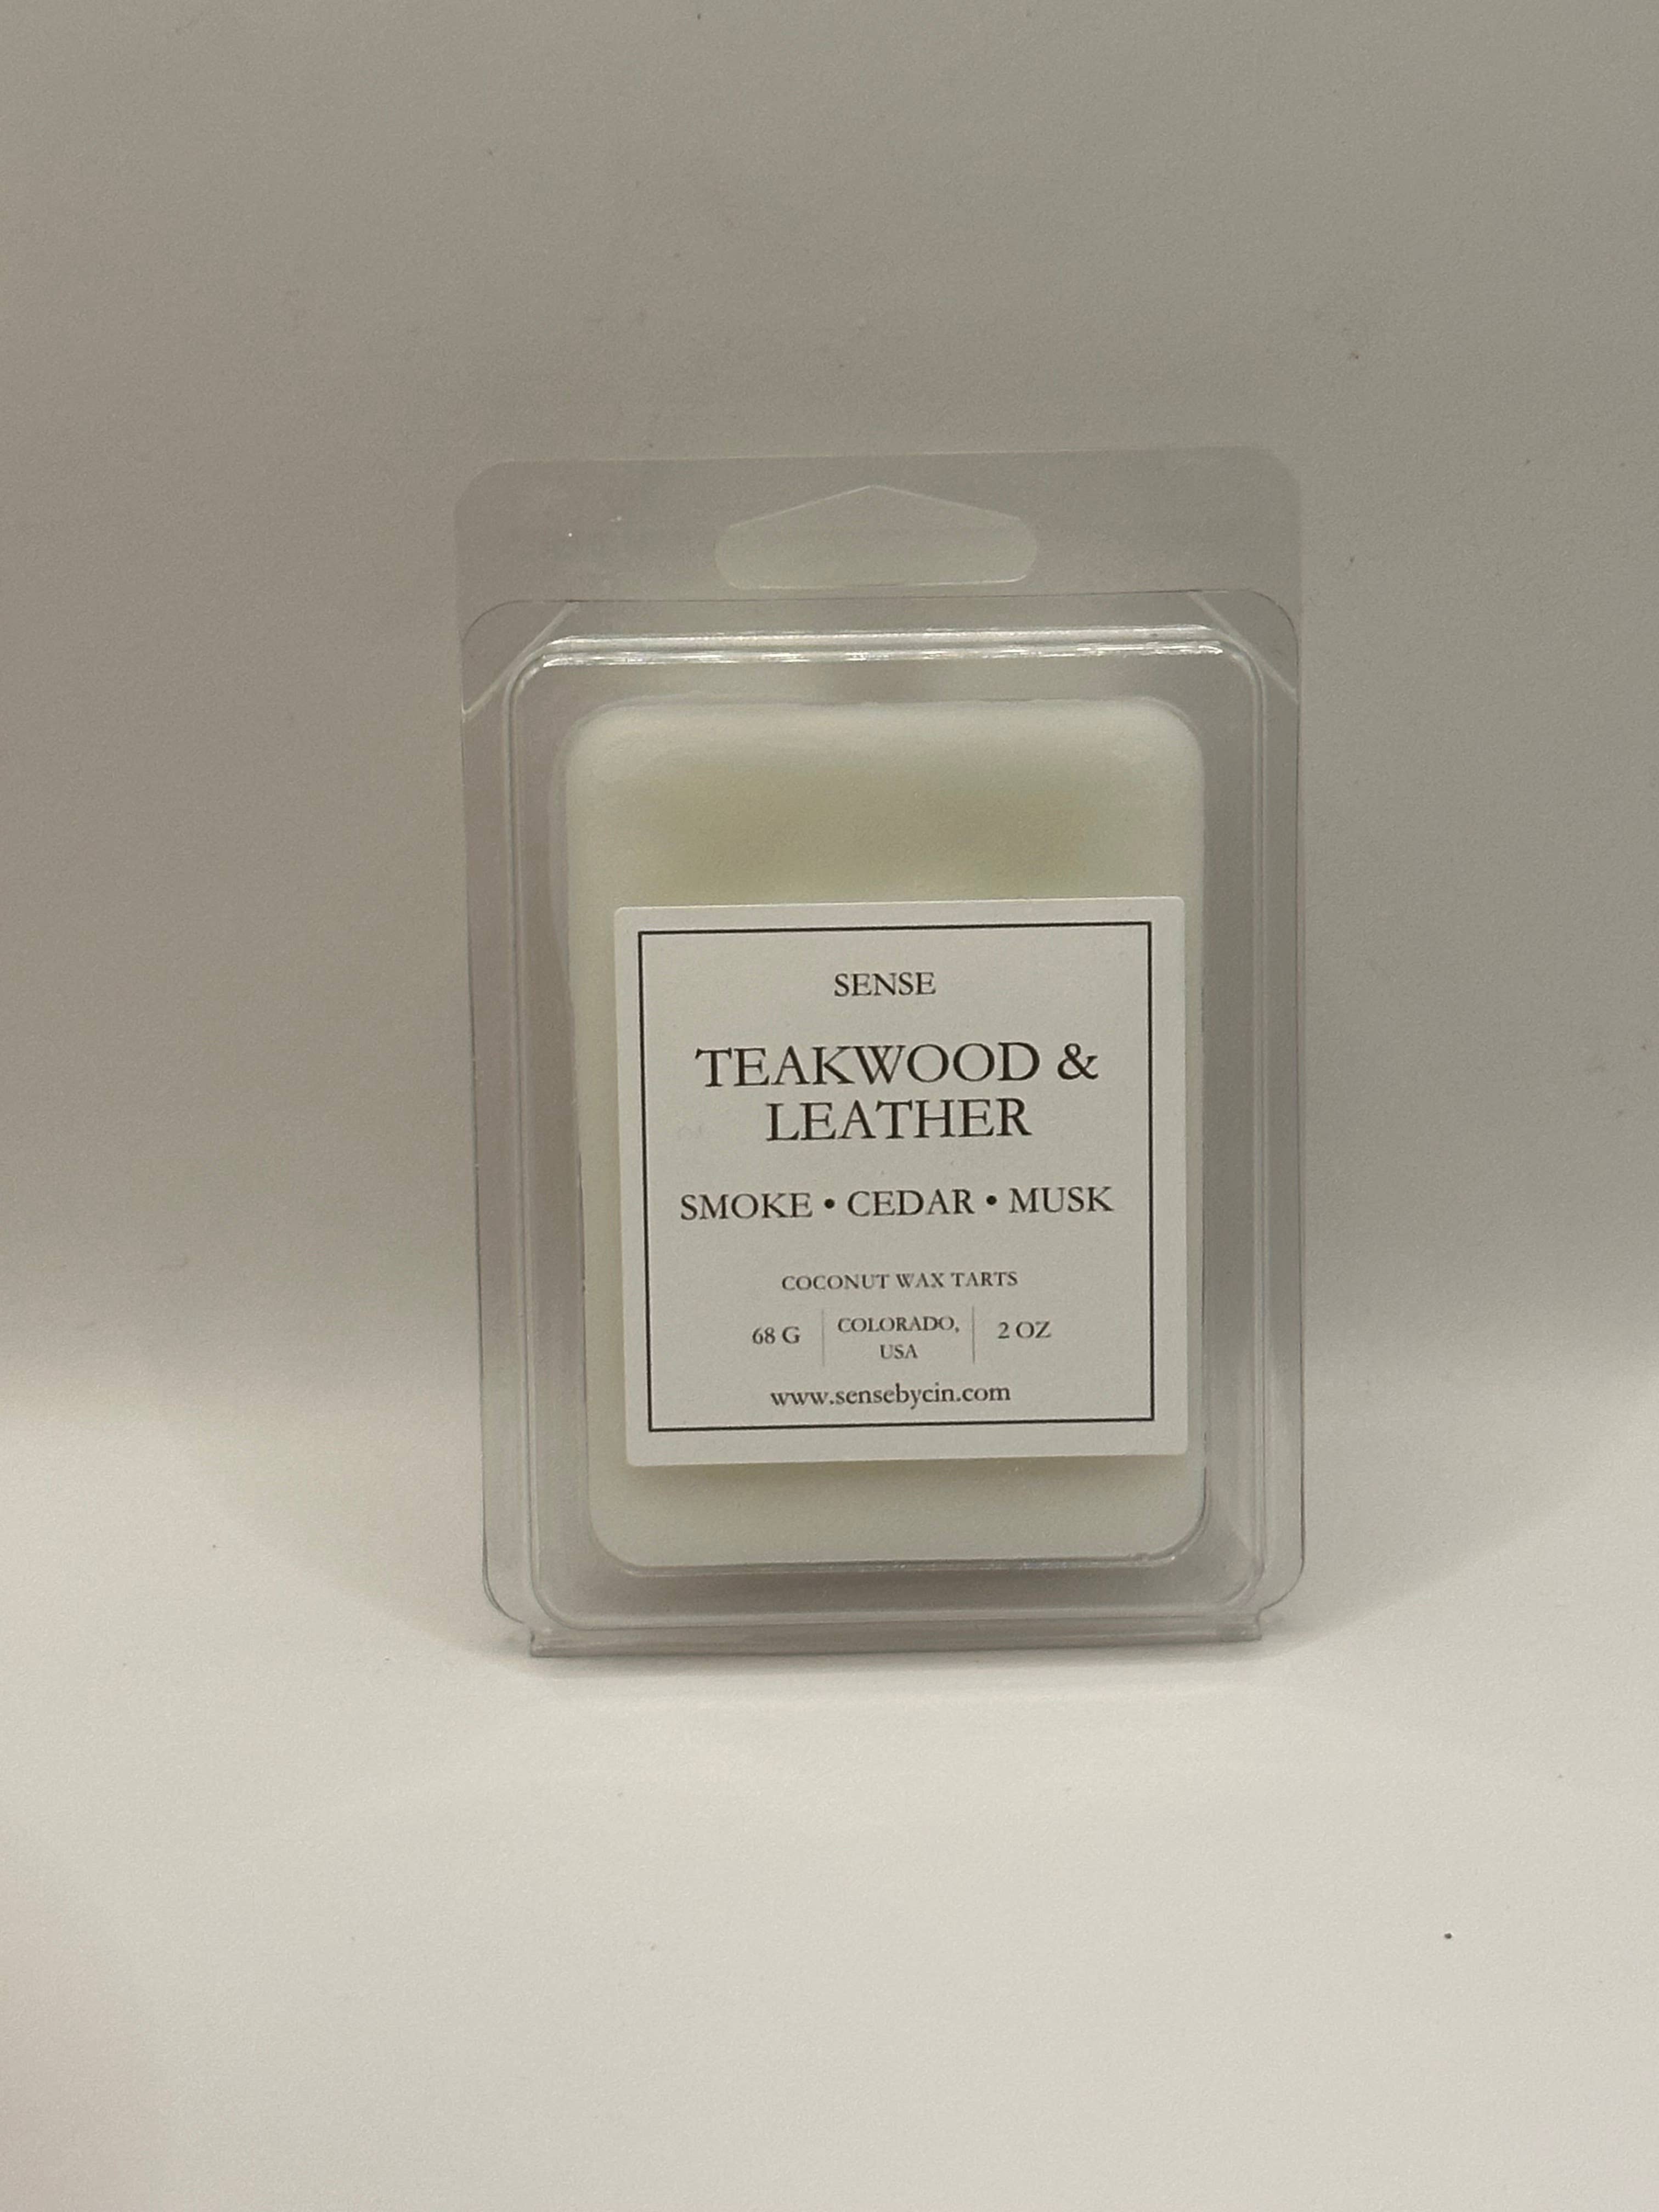 SENSE
TEAKWOOD &
LEATHER
SMOKE • CEDAR • MUSK
COCONUT WAX TARTS
68 G
COLORADO,
USA
2 OZ
www.sensebycin.com